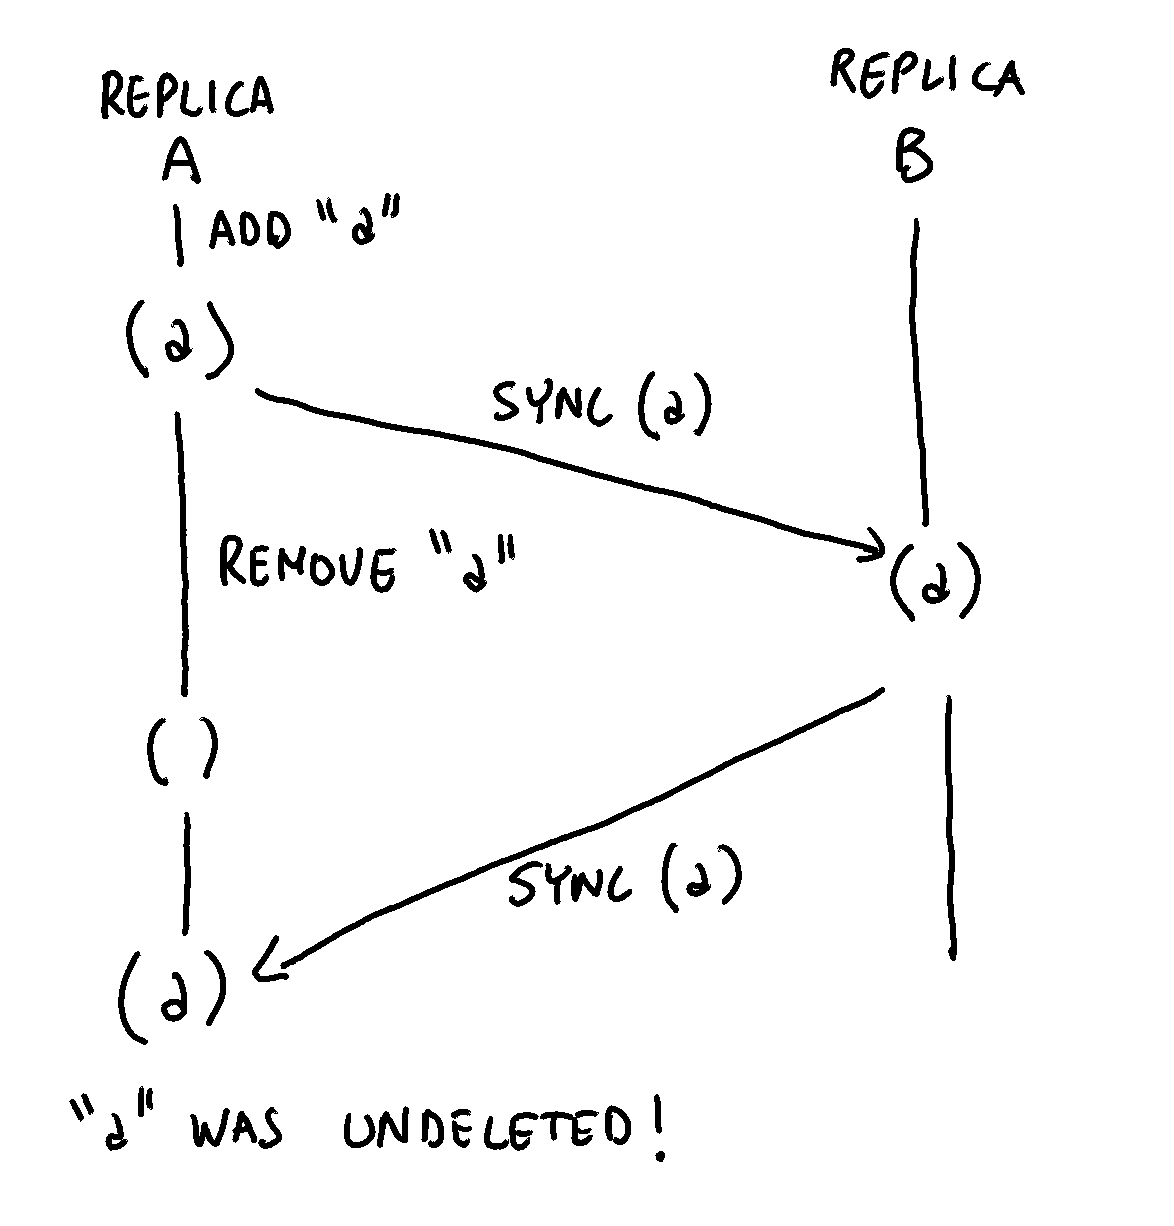 REPLICA
A
REPLICA
B
ADD "a"
(a)
SYNC (a)
REMOVE "a"
(a)
( )
SYNC (a)
(a)
"a" WAS UNDELETED!